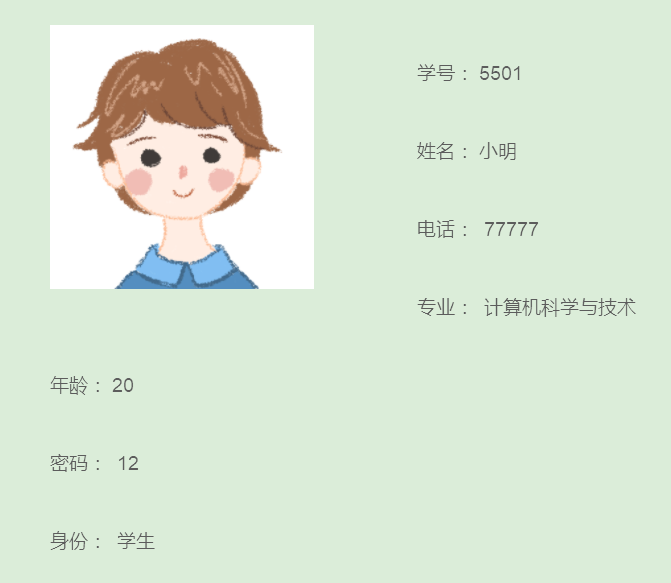 学号： 5501
姓名： 小明
电话： 77777
专业： 计算机科学与技术
年龄： 20
密码： 12
身份： 学生